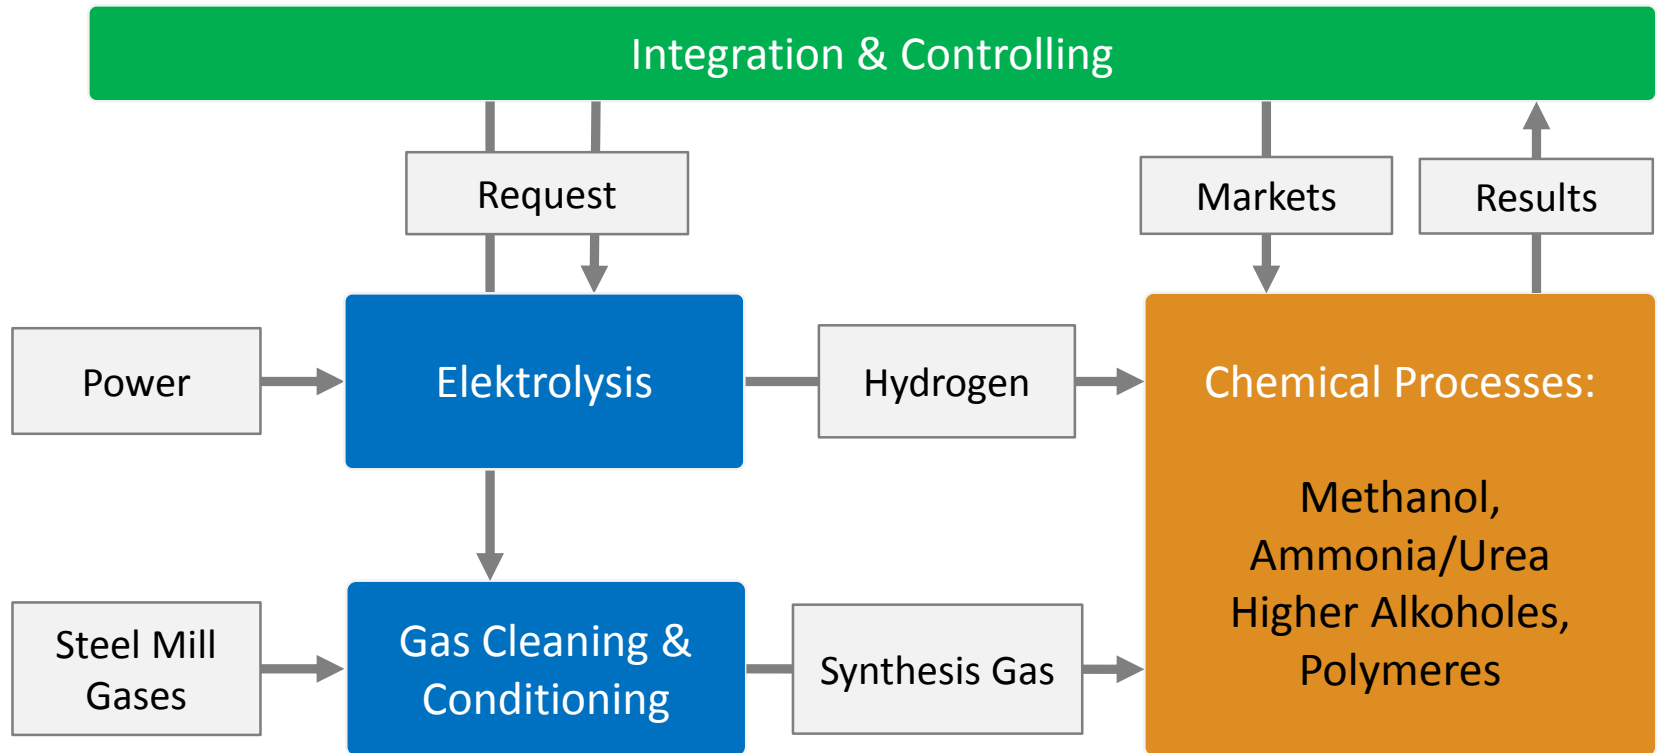 Integration & Controlling
Request
Markets
Results
Power
Elektrolysis
Hydrogen
Chemical Processes:
Methanol,
Ammonia/Urea
Higher Alkoholes,
Polymeres
Steel Mill
Gases
Gas Cleaning &
Conditioning
Synthesis Gas